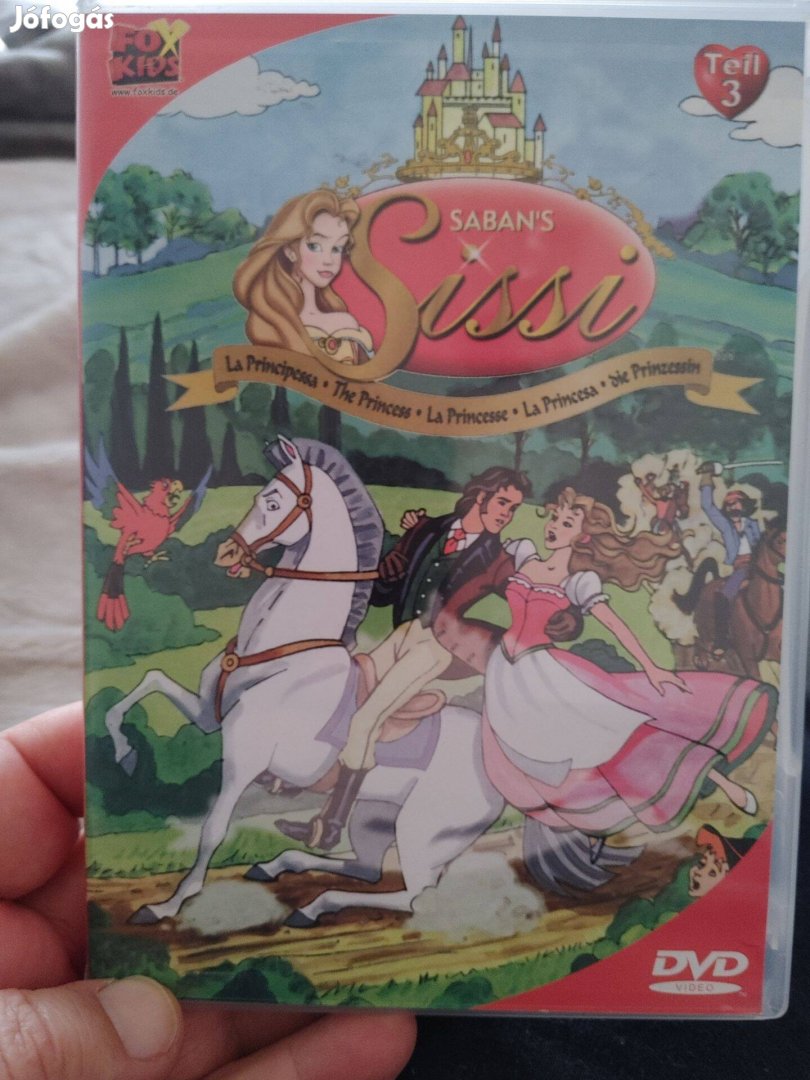 Jófogás
FOX
KIDS
www.foxkids.de
Teil
3
SABAN'S
Sissi
La Principessa • The Princess • La Princesse • La Princesa • die Prinzessin
DVD
VIDEO